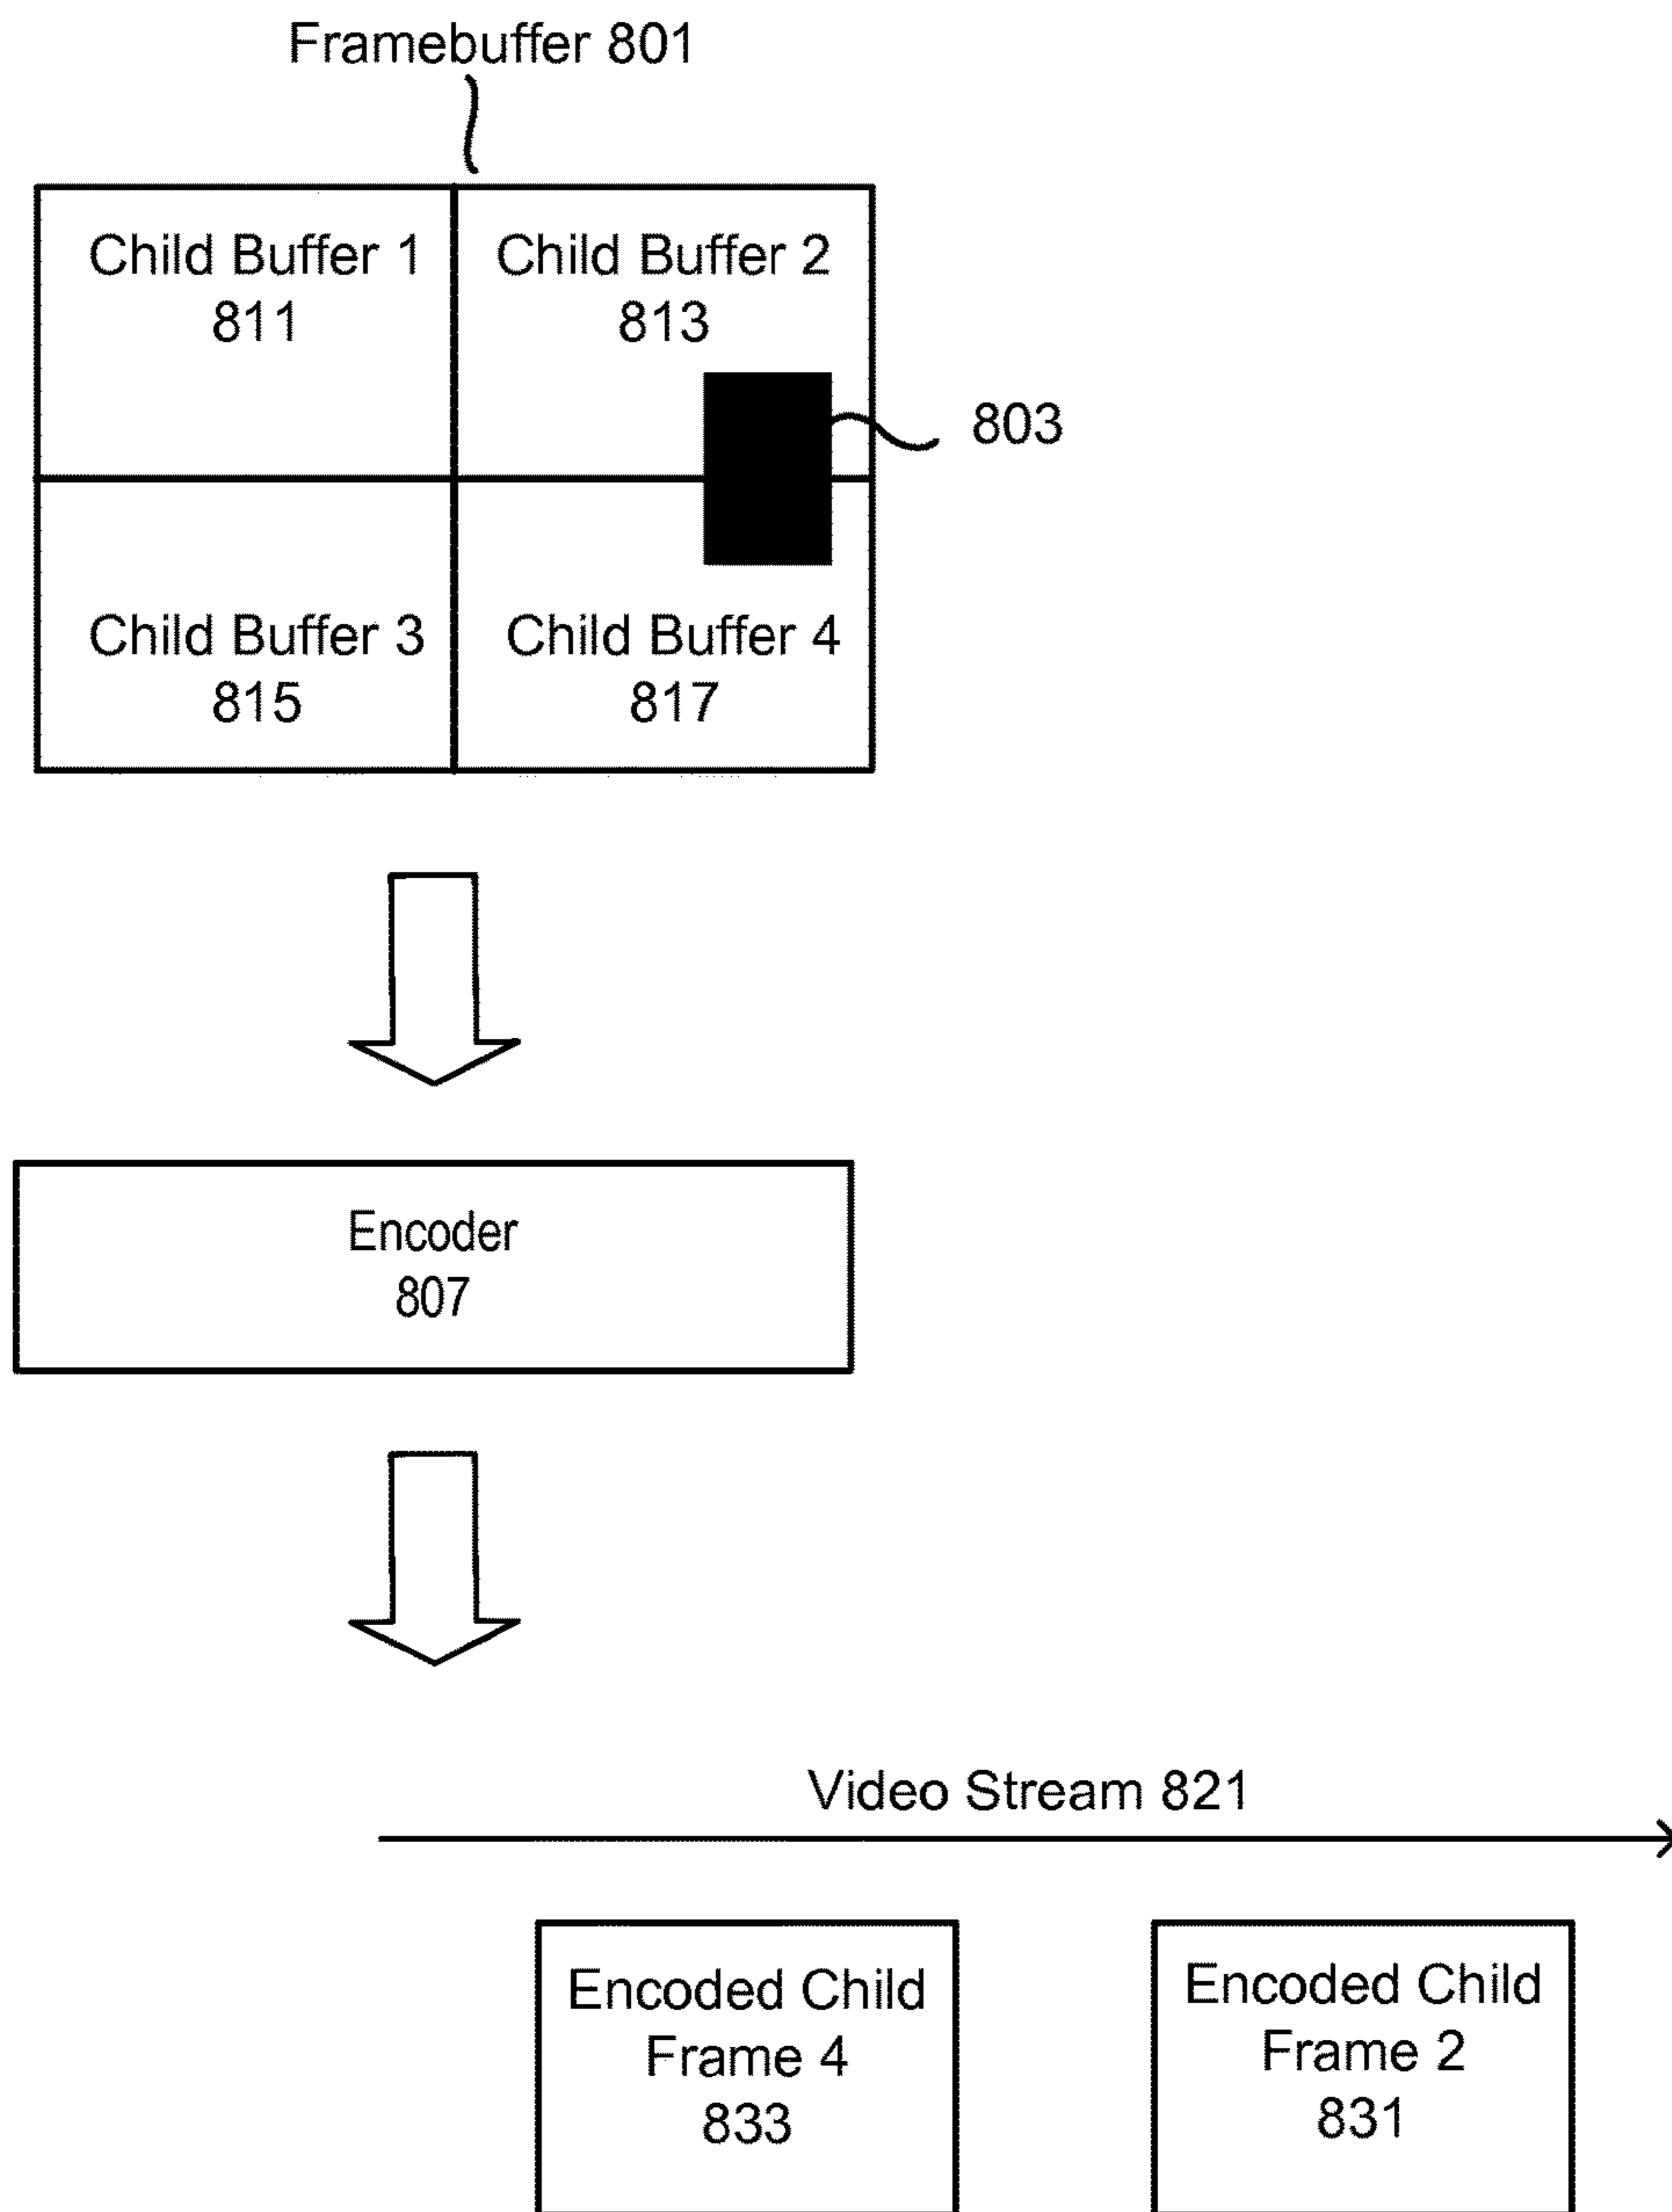 Framebuffer 801
Child Buffer 1
811
Child Buffer 2
813
803
Child Buffer 3
815
Child Buffer 4
817
Encoder
807
Video Stream 821
Encoded Child
Frame 4
833
Encoded Child
Frame 2
831